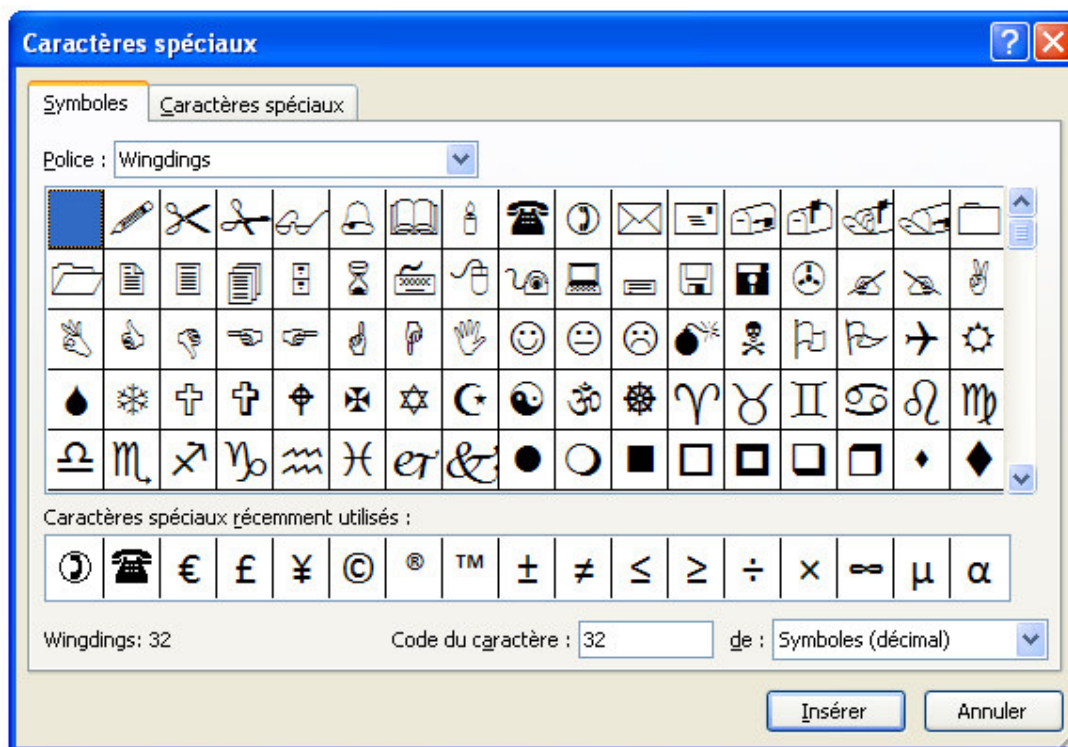 Caractères spéciaux
Symboles Caractères spéciaux
Police : Wingdings
Caractères spéciaux récemment utilisés :
€ £ ¥ © ® ™ ± ≠ ≤ ≥ ÷ × ∞ µ α
Wingdings: 32 Code du caractère : 32 de : Symboles (décimal)
Insérer Annuler